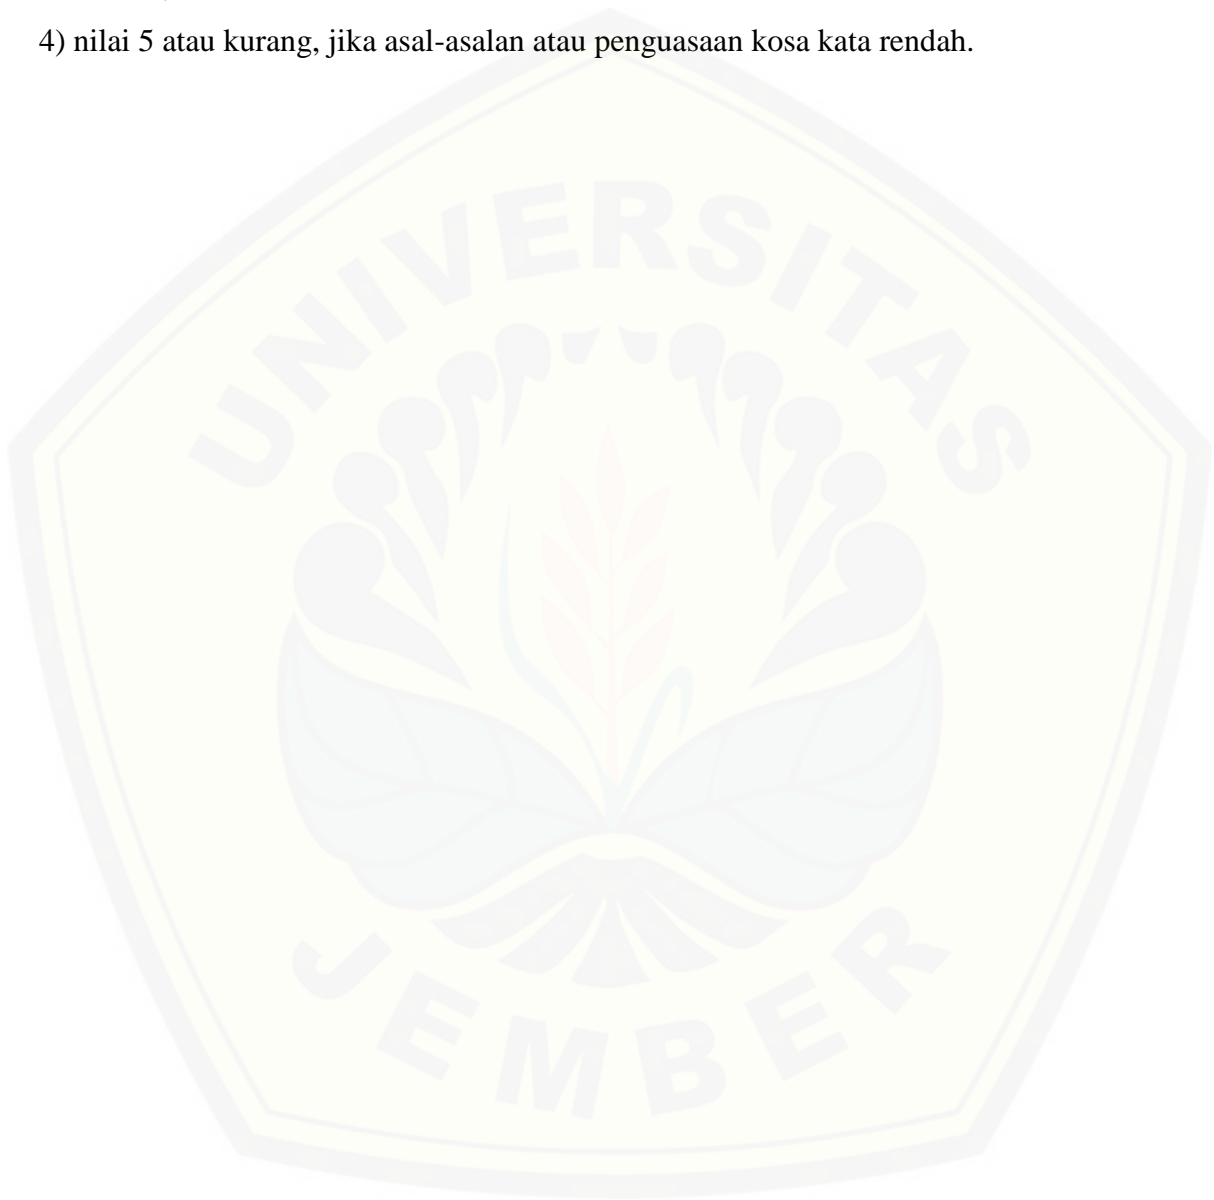 4) nilai 5 atau kurang, jika asal-asalan atau penguasaan kosa kata rendah.
UNIVERSITAS
JEMBER